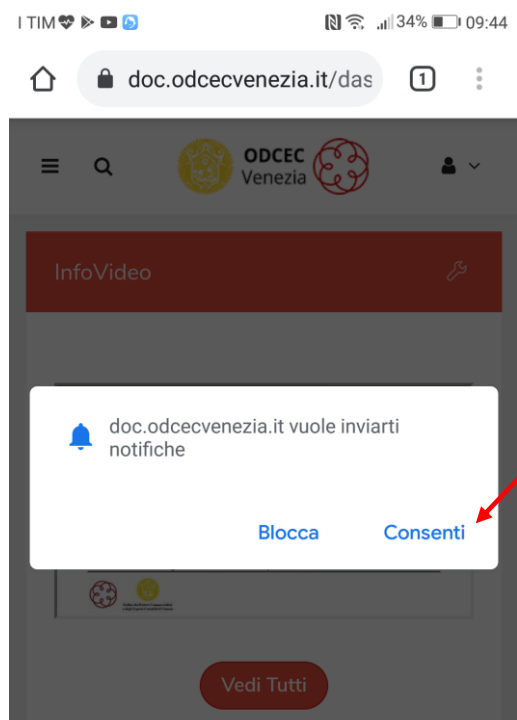 I TIM 34% 09:44
doc.odcecvenezia.it/das 1
ODCEC
Venezia
InfoVideo
doc.odcecvenezia.it vuole inviarti
notifiche
Blocca Consenti
Vedi Tutti